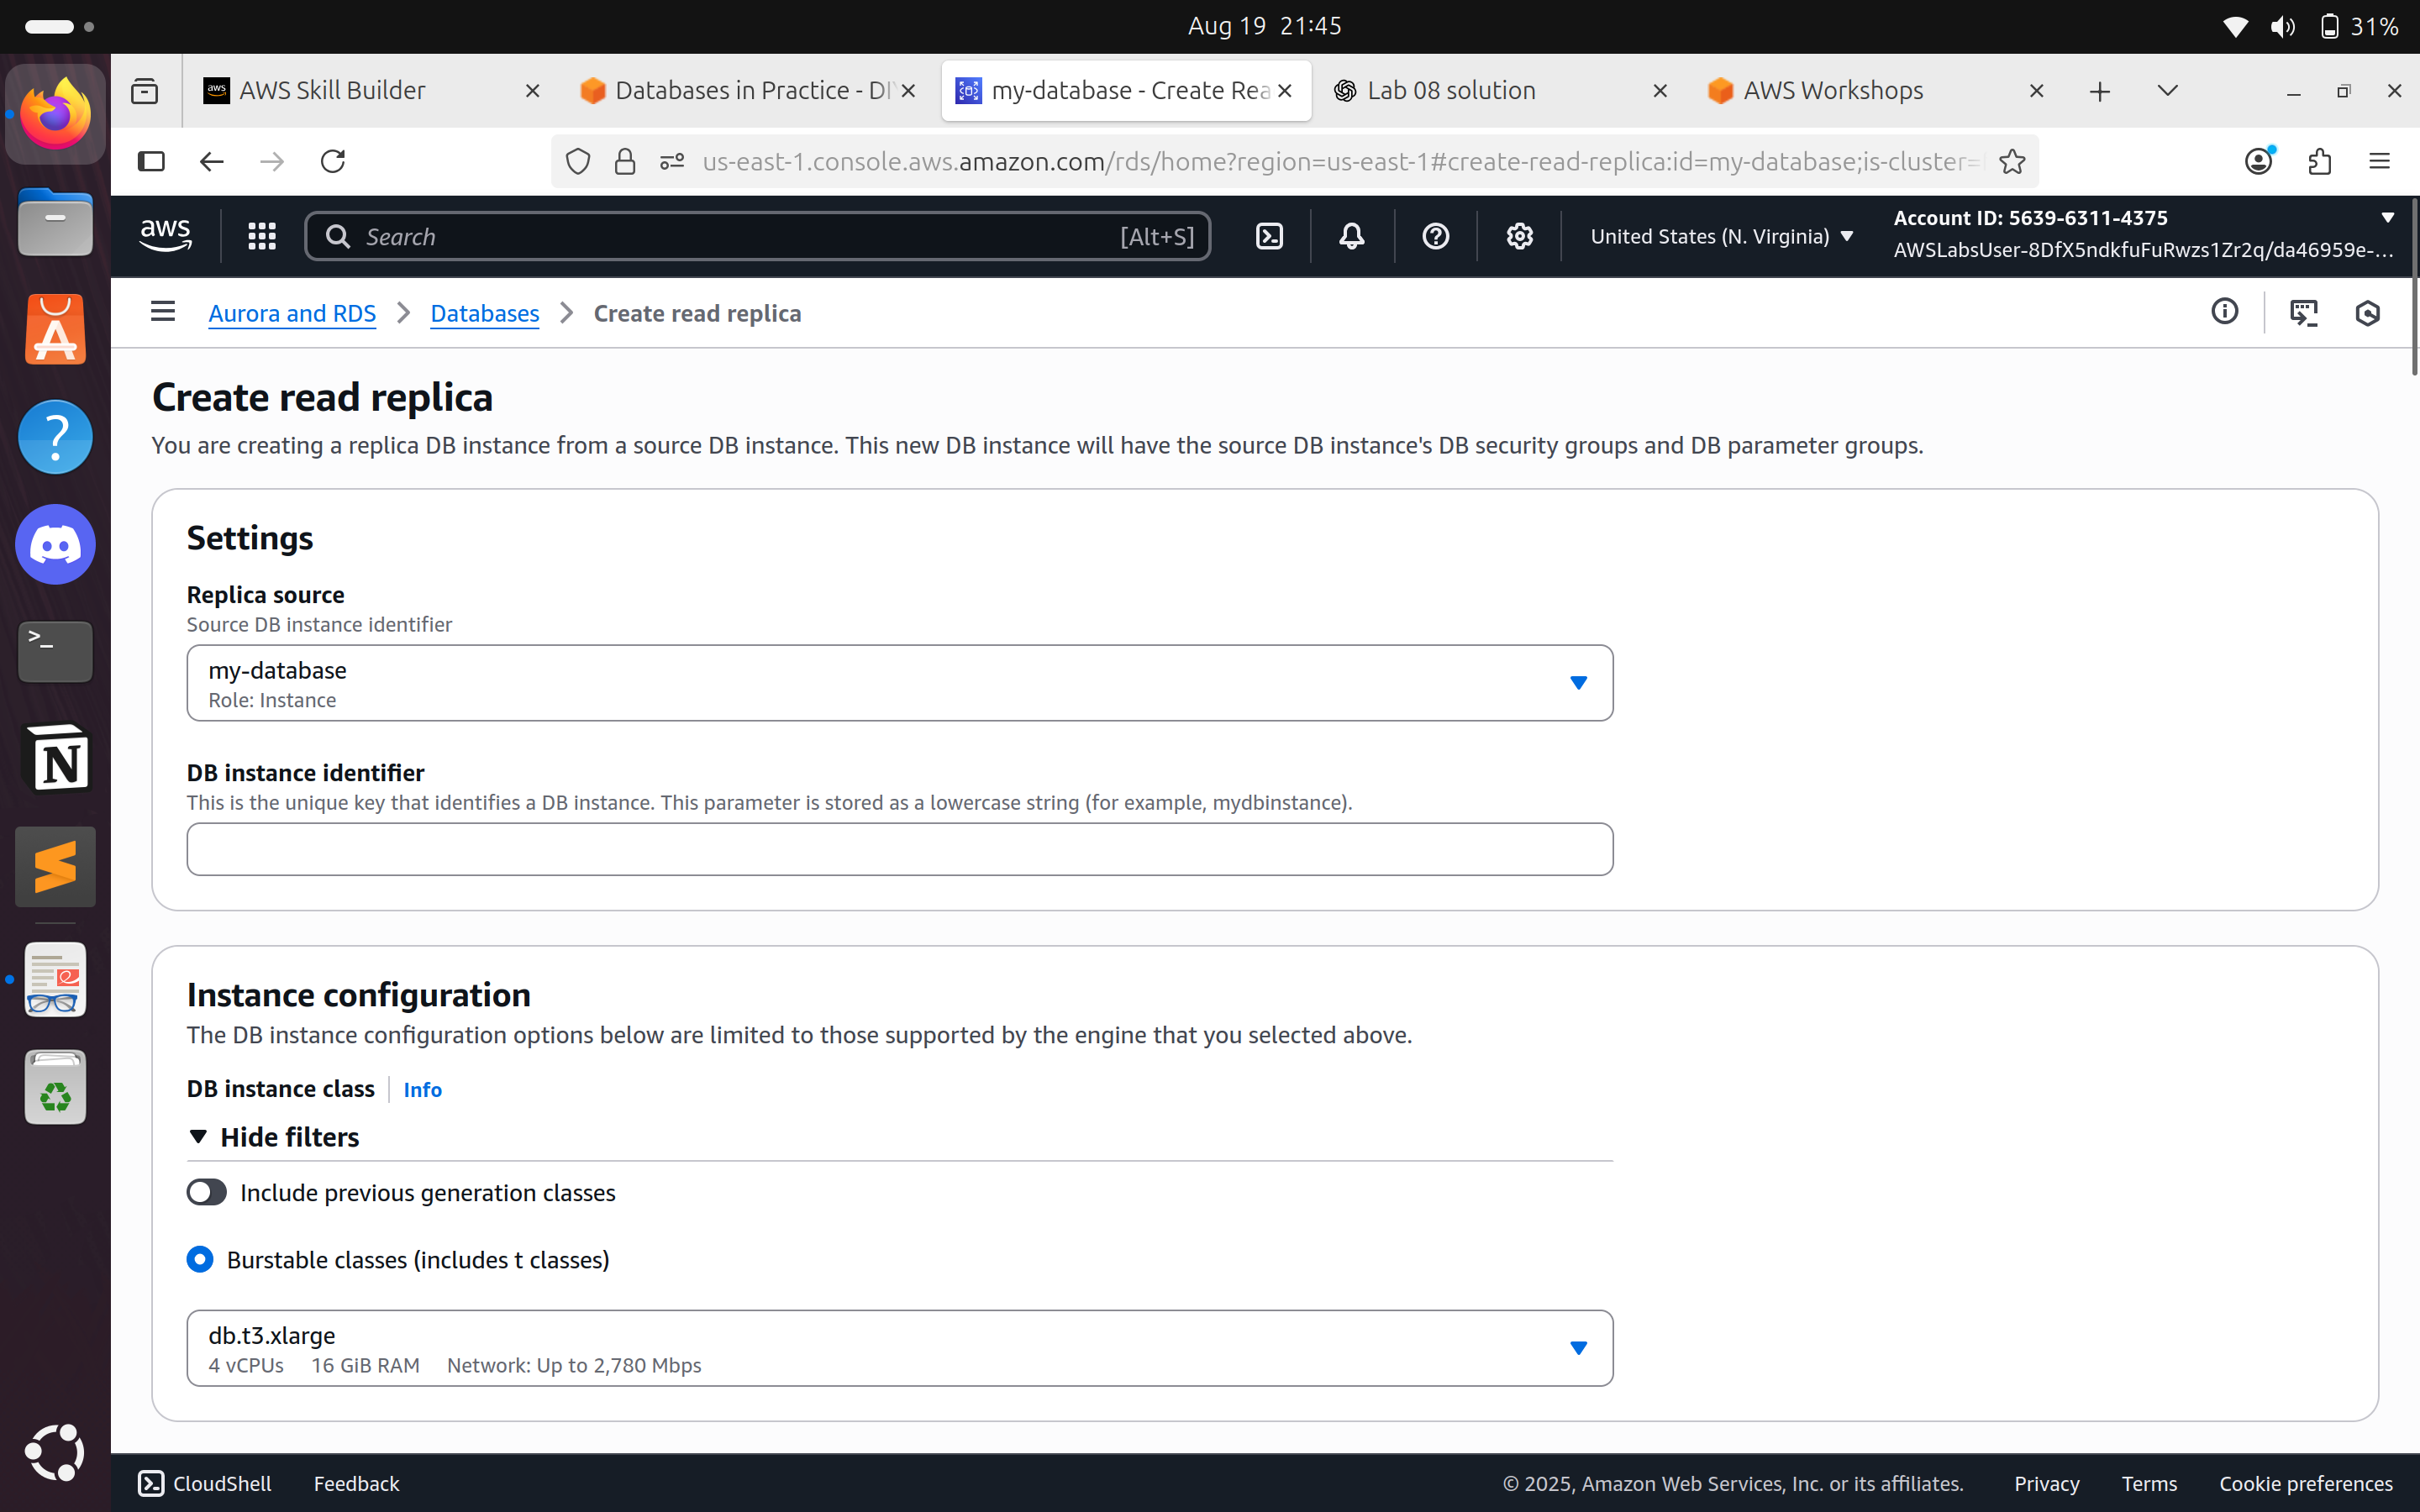 Aug 19 21:45
31%
AWS Skill Builder
Databases in Practice - DI
my-database - Create Rea
Lab 08 solution
AWS Workshops
us-east-1.console.aws.amazon.com/rds/home?region=us-east-1#create-read-replica:id=my-database;is-cluster=
aws
Search
[Alt+S]
United States (N. Virginia)
Account ID: 5639-6311-4375
AWSLabsUser-8DfX5ndkfuFuRwzs1Zr2q/da46959e-...
Aurora and RDS
Databases
Create read replica
Create read replica
You are creating a replica DB instance from a source DB instance. This new DB instance will have the source DB instance's DB security groups and DB parameter groups.
Settings
Replica source
Source DB instance identifier
my-database
Role: Instance
DB instance identifier
This is the unique key that identifies a DB instance. This parameter is stored as a lowercase string (for example, mydbinstance).
Instance configuration
The DB instance configuration options below are limited to those supported by the engine that you selected above.
DB instance class
Info
Hide filters
Include previous generation classes
Burstable classes (includes t classes)
db.t3.xlarge
4 vCPUs 16 GiB RAM Network: Up to 2,780 Mbps
CloudShell
Feedback
© 2025, Amazon Web Services, Inc. or its affiliates.
Privacy
Terms
Cookie preferences